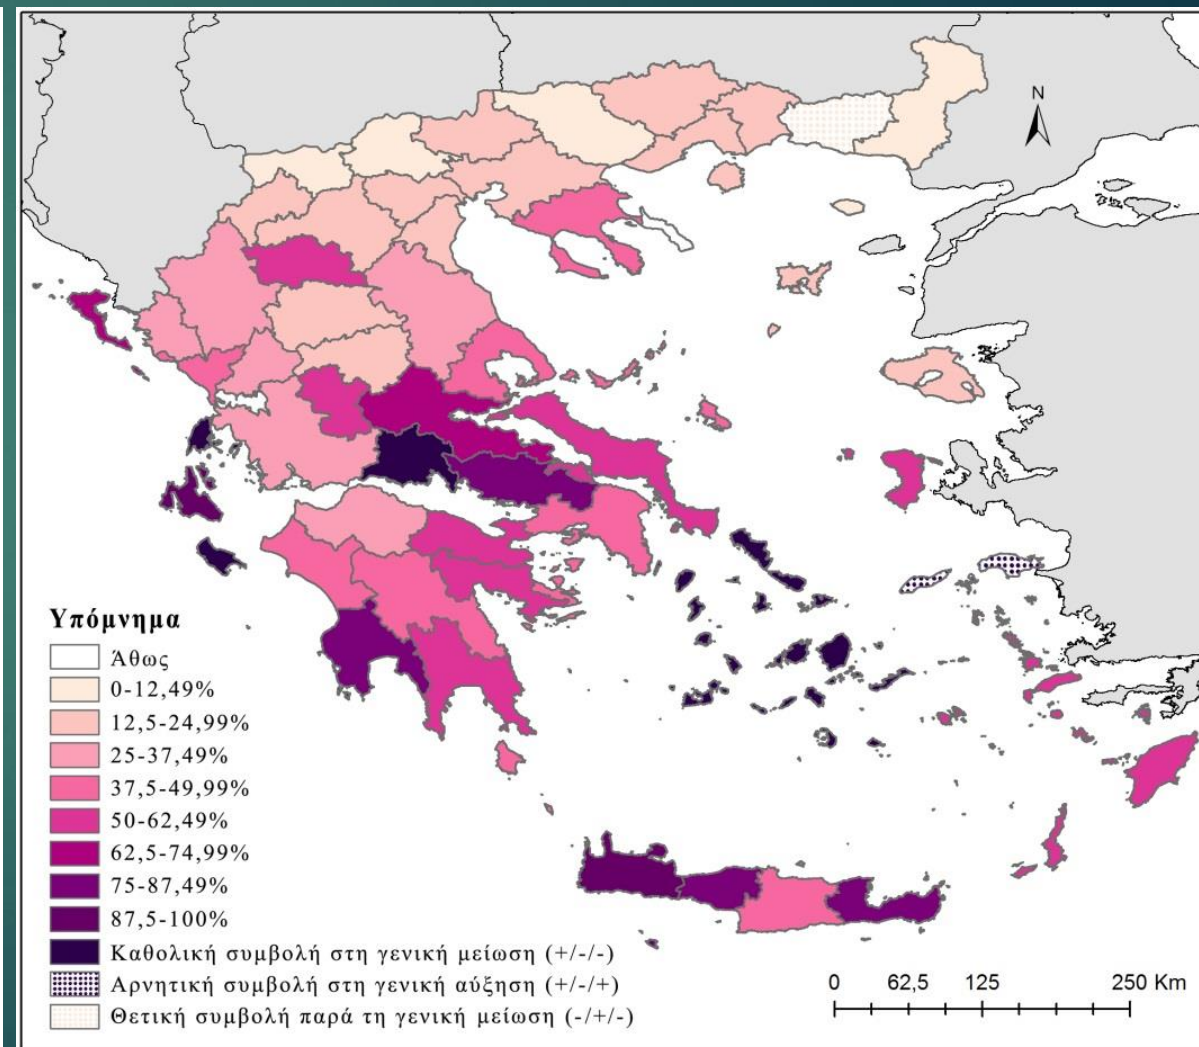 N
Υπόμνημα
Άθως
0-12,49%
12,5-24,99%
25-37,49%
37,5-49,99%
50-62,49%
62,5-74,99%
75-87,49%
87,5-100%
Καθολική συμβολή στη γενική μείωση (+/-/-)
Αρνητική συμβολή στη γενική αύξηση (+/-/+)
Θετική συμβολή παρά τη γενική μείωση (-/+/-)
0 62,5 125 250 Km